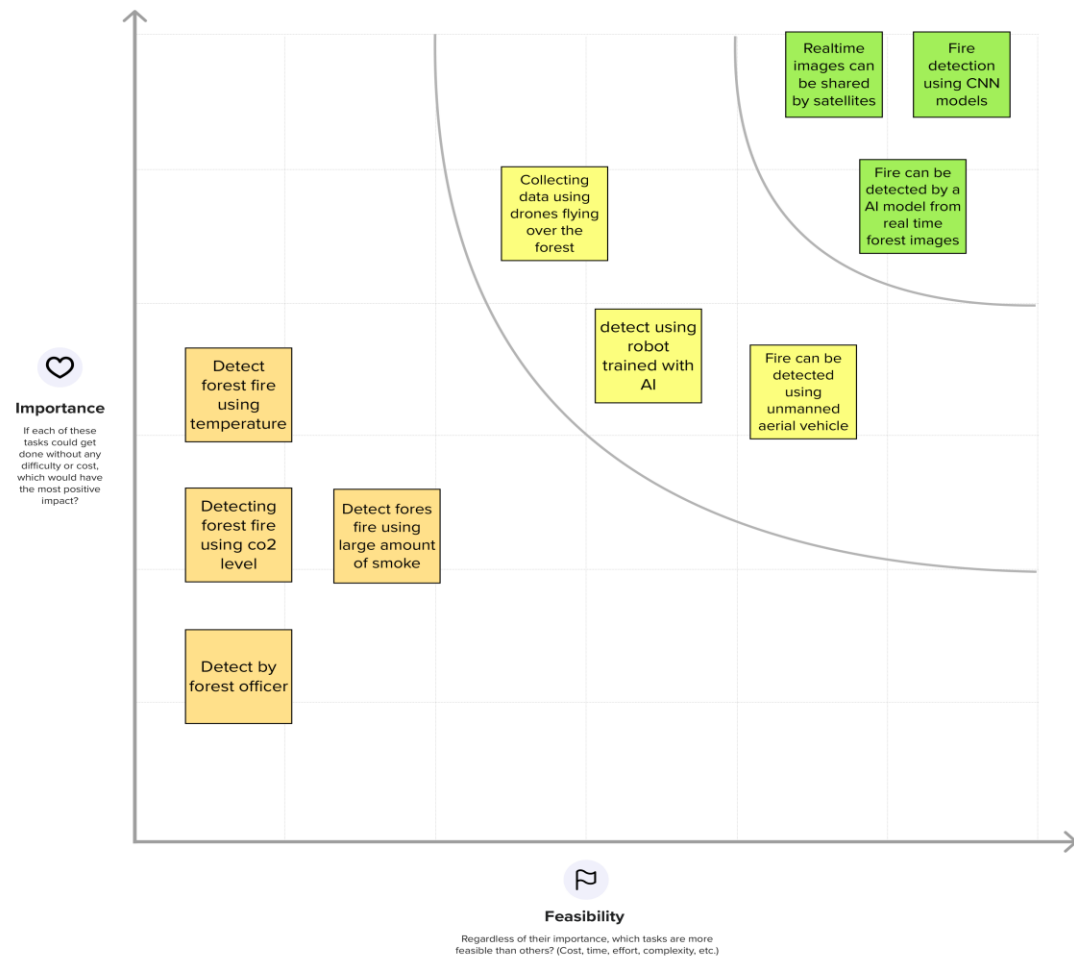 Realtime
images can
be shared
by satellites
Fire
detection
using CNN
models
Collecting
data using
drones flying
over the
forest
Fire can be
detected by a
AI model from
real time
forest images
detect using
robot
trained with
AI
Fire can be
detected
using
unmanned
aerial vehicle
Detect
forest fire
using
temperature
Importance
If each of these
tasks could get
done without any
difficulty or cost,
which would have
the most positive
impact?
Detecting
forest fire
using co2
level
Detect fores
fire using
large amount
of smoke
Detect by
forest officer
Feasibility
Regardless of their importance, which tasks are more
feasible than others? (Cost, time, effort, complexity, etc.)